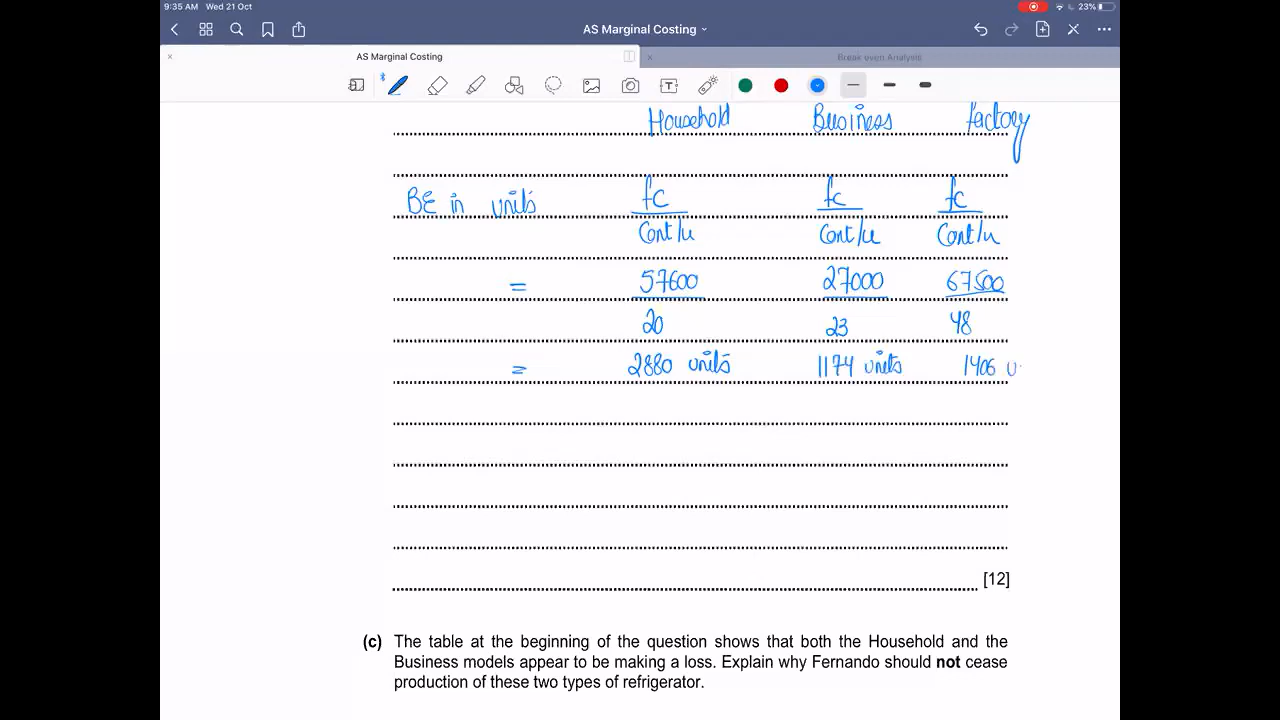 9:35 AM Wed 21 Oct 23%
AS Marginal Costing
AS Marginal Costing Break even Analysis
Household Business Factory
BE in units fc fc fc
Cont/u Cont/u Cont/u
= 57600 27000 67500
20 23 48
= 2880 units 1174 units 1406 u
[12]
(c) The table at the beginning of the question shows that both the Household and the
Business models appear to be making a loss. Explain why Fernando should not cease
production of these two types of refrigerator.